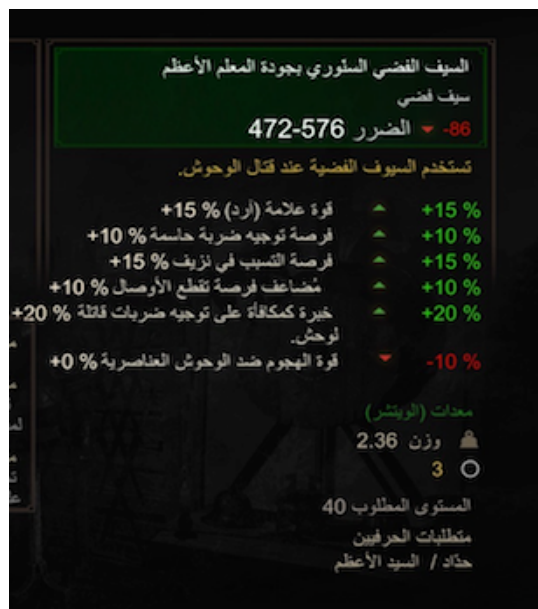 السيف الفضي السلوري بجودة المعلم الأعظم
سيف فضي
-86 الضرر 472-576
تستخدم السيوف الفضية عند قتال الوحوش.
+15 % قوة علامة (أرد) % 15+
+10 % فرصة توجيه ضربة حاسمة % 10+
+15 % فرصة التسبب في نزيف % 15+
+10 % مُضاعف فرصة تقطع الأوصال % 10+
+20 % خبرة كمكافأة على توجيه ضربات قاتلة % 20+
لوحش.
-10 % قوة الهجوم ضد الوحوش العناصرية % 0+
معدات (الويتشر)
وزن 2.36
3
المستوى المطلوب 40
متطلبات الحرفيين
حدّاد / السيد الأعظم